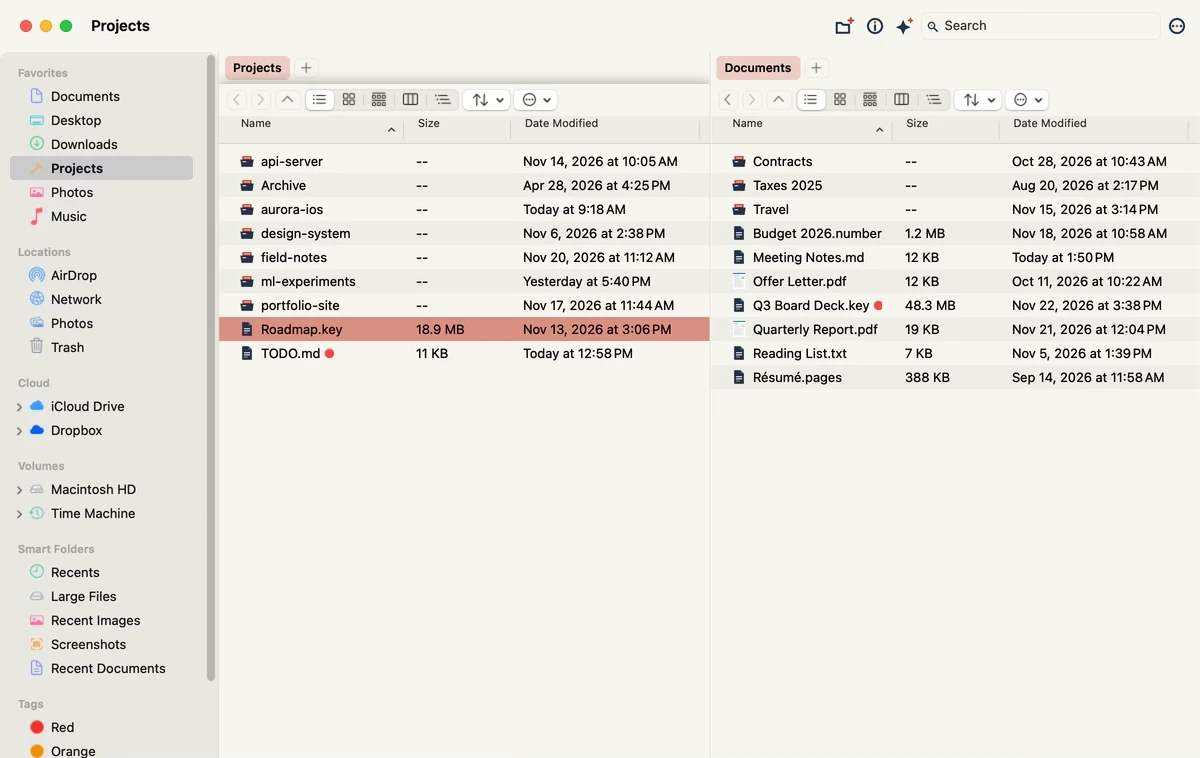 Projects
Search
Favorites
Documents
Desktop
Downloads
Projects
Photos
Music
Locations
AirDrop
Network
Photos
Trash
Cloud
iCloud Drive
Dropbox
Volumes
Macintosh HD
Time Machine
Smart Folders
Recents
Large Files
Recent Images
Screenshots
Recent Documents
Tags
Red
Orange
Projects
Name Size Date Modified
api-server -- Nov 14, 2026 at 10:05 AM
Archive -- Apr 28, 2026 at 4:25 PM
aurora-ios -- Today at 9:18 AM
design-system -- Nov 6, 2026 at 2:38 PM
field-notes -- Nov 20, 2026 at 11:12 AM
ml-experiments -- Yesterday at 5:40 PM
portfolio-site -- Nov 17, 2026 at 11:44 AM
Roadmap.key 18.9 MB Nov 13, 2026 at 3:06 PM
TODO.md 11 KB Today at 12:58 PM
Documents
Name Size Date Modified
Contracts -- Oct 28, 2026 at 10:43 AM
Taxes 2025 -- Aug 20, 2026 at 2:17 PM
Travel -- Nov 15, 2026 at 3:14 PM
Budget 2026.number 1.2 MB Nov 18, 2026 at 10:58 AM
Meeting Notes.md 12 KB Today at 1:50 PM
Offer Letter.pdf 12 KB Oct 11, 2026 at 10:22 AM
Q3 Board Deck.key 48.3 MB Nov 22, 2026 at 3:38 PM
Quarterly Report.pdf 19 KB Nov 21, 2026 at 12:04 PM
Reading List.txt 7 KB Nov 5, 2026 at 1:39 PM
Résumé.pages 388 KB Sep 14, 2026 at 11:58 AM